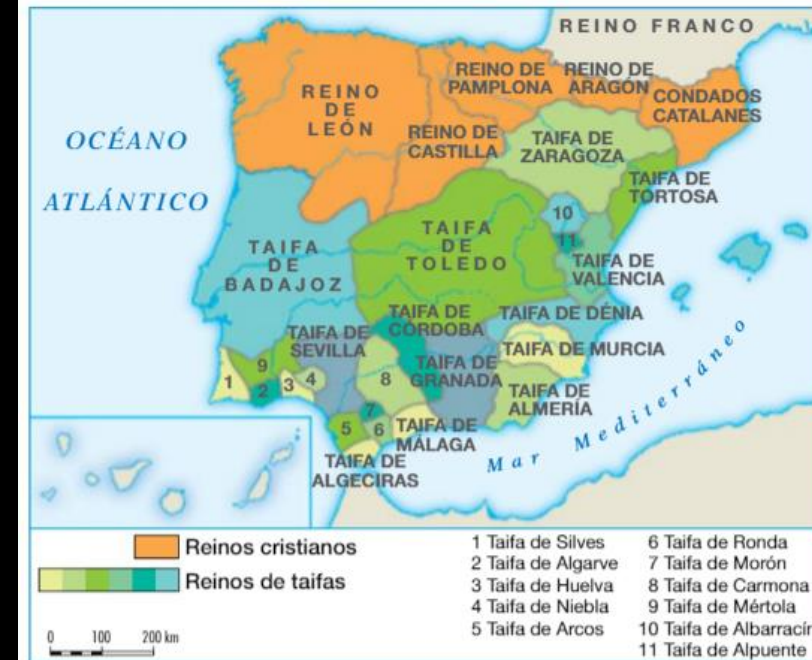 REINO FRANCO
REINO
DE
LEÓN
REINO DE
PAMPLONA
REINO DE
ARAGÓN
CONDADOS
CATALANES
REINO DE
CASTILLA
TAIFA DE
ZARAGOZA
OCÉANO
ATLÁNTICO
TAIFA DE
TORTOSA
10
11
TAIFA
DE
BADAJOZ
TAIFA
DE
TOLEDO
TAIFA DE
VALENCIA
TAIFA DE
CÓRDOBA
TAIFA DE DÉNIA
TAIFA DE
SEVILLA
TAIFA DE MURCIA
TAIFA DE
GRANADA
TAIFA DE
ALMERÍA
9
1
2
3
4
8
7
5
6
TAIFA DE
MÁLAGA
TAIFA DE
ALGECIRAS
Mar Mediterráneo
Reinos cristianos
Reinos de taifas
0 100 200 km
1 Taifa de Silves
2 Taifa de Algarve
3 Taifa de Huelva
4 Taifa de Niebla
5 Taifa de Arcos
6 Taifa de Ronda
7 Taifa de Morón
8 Taifa de Carmona
9 Taifa de Mértola
10 Taifa de Albarracín
11 Taifa de Alpuente